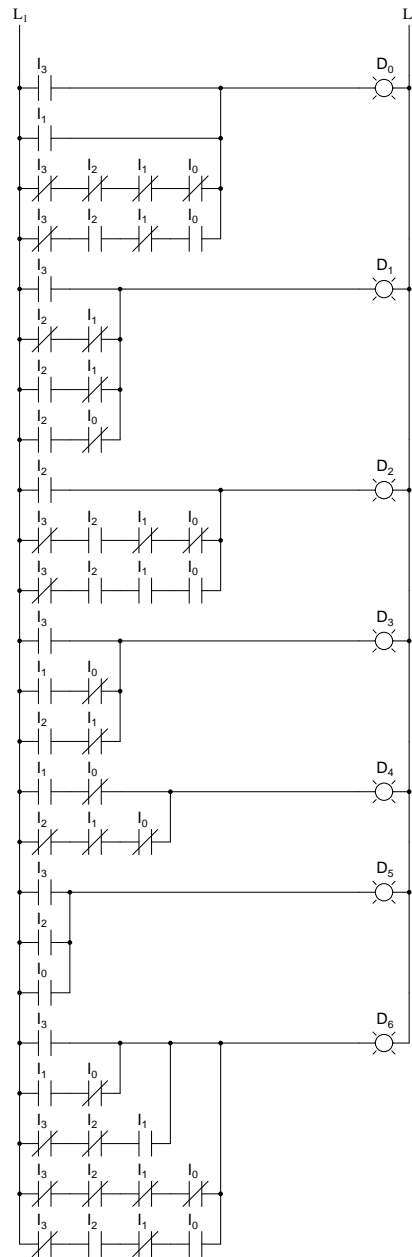 L₁ L
I₃ D₀
I₁
I₃ I₂ I₁ I₀
I₃ I₂ I₁ I₀
I₃ D₁
I₂ I₁
I₂ I₁
I₂ I₀
I₂ D₂
I₃ I₂ I₁ I₀
I₃ I₂ I₁ I₀
I₃ D₃
I₁ I₀
I₂ I₁
I₁ I₀ D₄
I₂ I₁ I₀
I₃ D₅
I₂
I₀
I₃ D₆
I₁ I₀
I₃ I₂ I₁
I₃ I₂ I₁ I₀
I₃ I₂ I₁ I₀